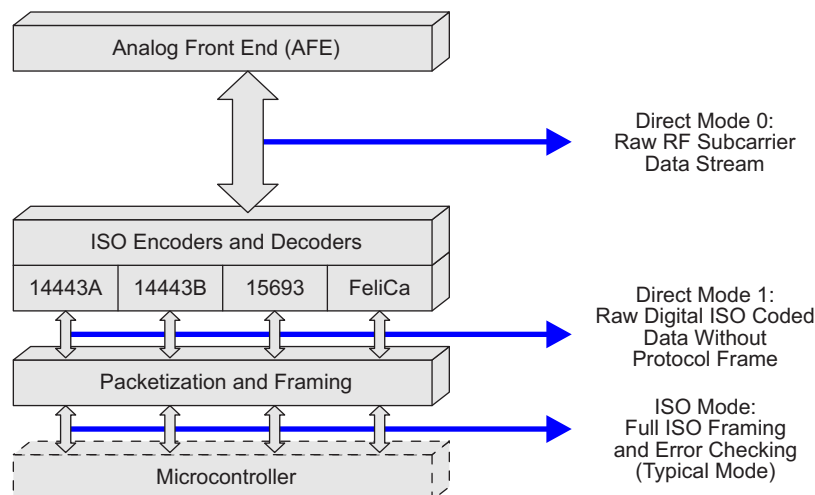 Analog Front End (AFE)
Direct Mode 0:
Raw RF Subcarrier
Data Stream
ISO Encoders and Decoders
14443A
14443B
15693
FeliCa
Direct Mode 1:
Raw Digital ISO Coded
Data Without
Protocol Frame
Packetization and Framing
ISO Mode:
Full ISO Framing
and Error Checking
(Typical Mode)
Microcontroller